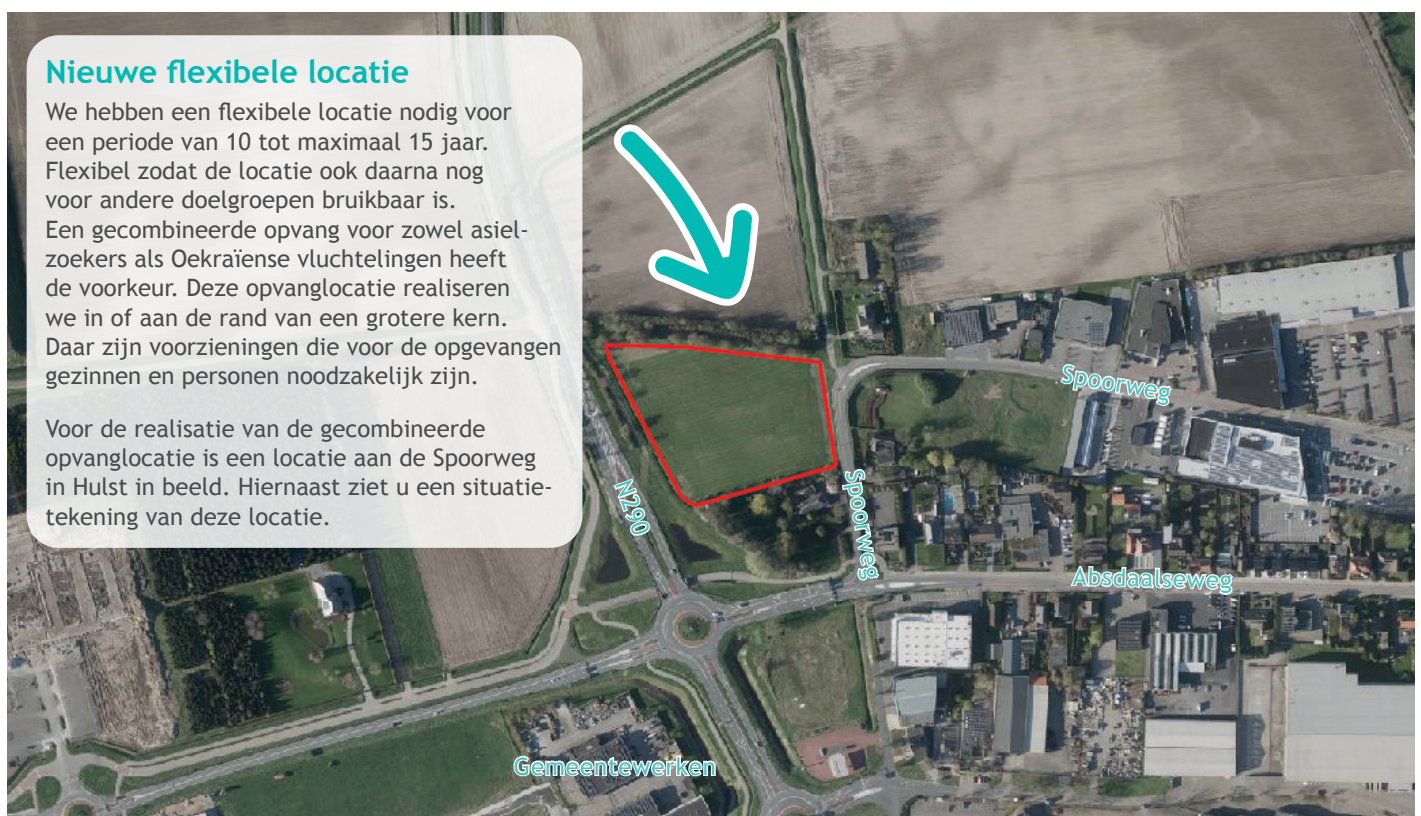 Nieuwe flexibele locatie
We hebben een flexibele locatie nodig voor
een periode van 10 tot maximaal 15 jaar.
Flexibel zodat de locatie ook daarna nog
voor andere doelgroepen bruikbaar is.
Een gecombineerde opvang voor zowel asiel-
zoekers als Oekraïense vluchtelingen heeft
de voorkeur. Deze opvanglocatie realiseren
we in of aan de rand van een grotere kern.
Daar zijn voorzieningen die voor de opgevangen
gezinnen en personen noodzakelijk zijn.
Voor de realisatie van de gecombineerde
opvanglocatie is een locatie aan de Spoorweg
in Hulst in beeld. Hiernaast ziet u een situatie-
tekening van deze locatie.
Spoorweg
N290
Spoorweg
Absdaalseweg
Gemeentewerken